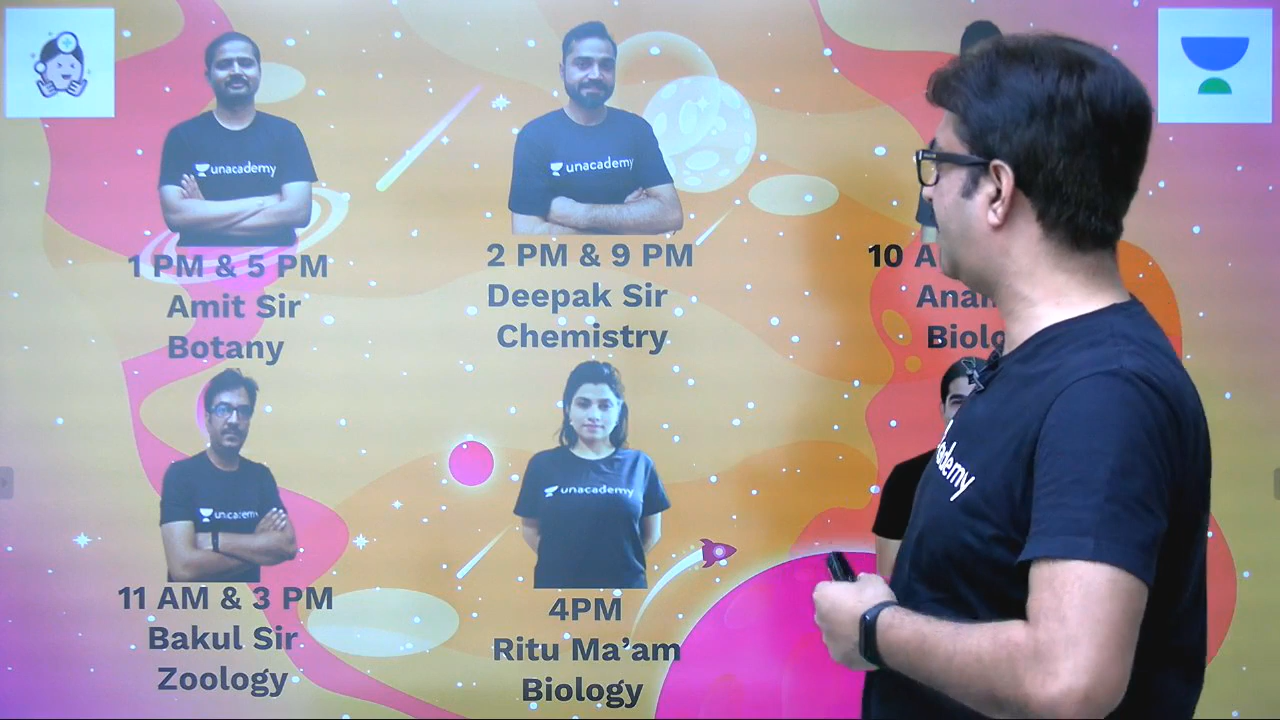 unacademy
1 PM & 5 PM
Amit Sir
Botany
unacademy
2 PM & 9 PM
Deepak Sir
Chemistry
10
unacademy
11 AM & 3 PM
Bakul Sir
Zoology
unacademy
4PM
Ritu Ma’am
Biology